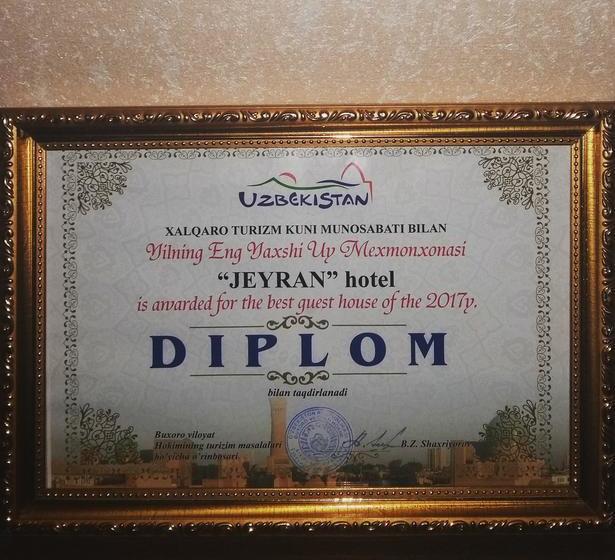 UZBEKISTAN
XALQARO TURIZM KUNI MUNOSABATI BILAN
Yilning Eng Yaxshi Uy Mexmonxonasi
“JEYRAN” hotel
is awarded for the best guest house of the 2017y.
DIPLOM
bilan taqdirlanadi
Buxoro viloyat
Hokimining turizm masalalari
bo'yicha o'rinbosari
B.Z. Shaxriyorov